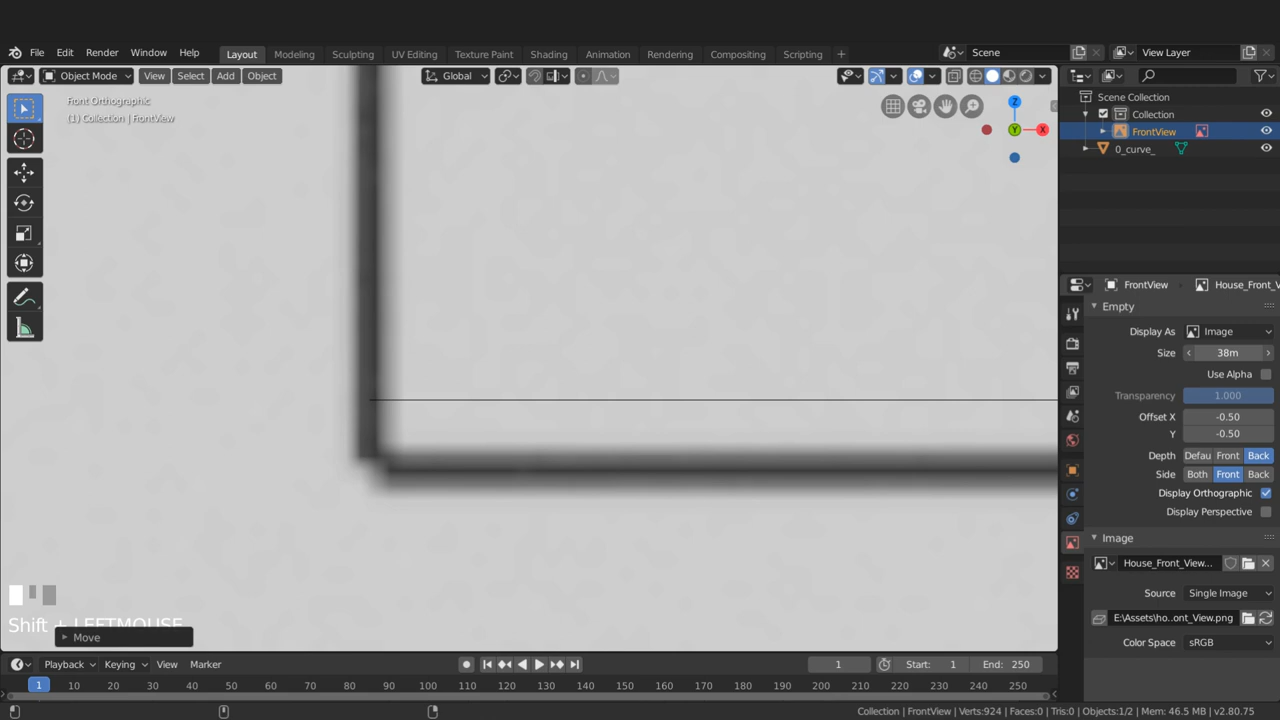 File Edit Render Window Help Layout Modeling Sculpting UV Editing Texture Paint Shading Animation Rendering Compositing Scripting + Scene View Layer
Object Mode View Select Add Object Global
Front Orthographic
(1) Collection | FrontView
Z
Y
X
Scene Collection
Collection
FrontView
0_curve_
FrontView House_Front_V
Empty
Display As Image
Size 38m
Use Alpha
Transparency 1.000
Offset X -0.50
Y -0.50
Depth Defau Front Back
Side Both Front Back
Display Orthographic
Display Perspective
Image
House_Front_View...
Source Single Image
E:\Assets\ho..ont_View.png
Color Space sRGB
Shift + LEFTMOUSE
Move
Playback Keying View Marker 1 Start: 1 End: 250
1 10 20 30 40 50 60 70 80 90 100 110 120 130 140 150 160 170 180 190 200 210 220 230 240 250
Collection | FrontView | Verts:924 | Faces:0 | Tris:0 | Objects:1/2 | Mem: 46.5 MB | v2.80.75